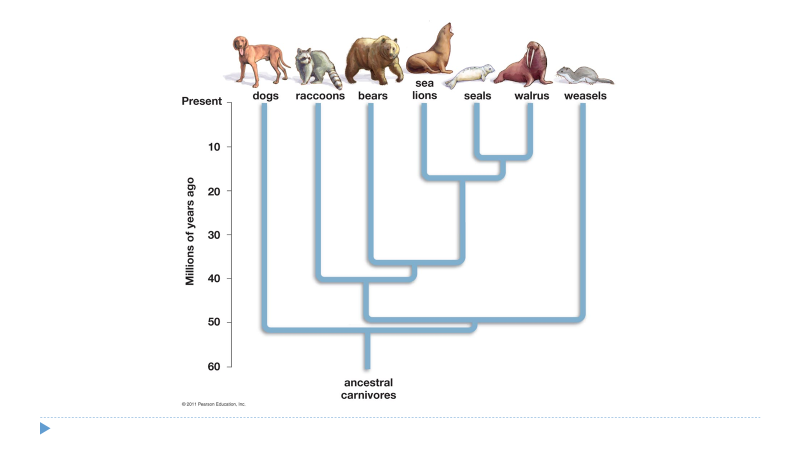 sea
lions
dogs
raccoons
bears
seals
walrus
weasels
Present
10
20
30
40
50
60
Millions of years ago
ancestral
carnivores
© 2011 Pearson Education, Inc.